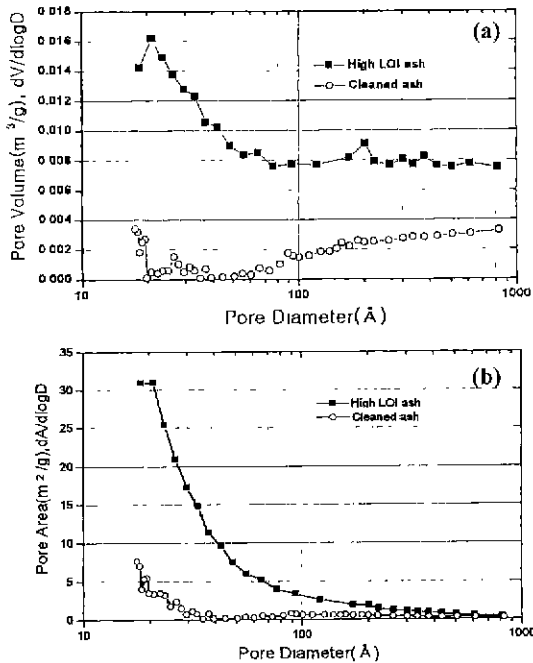 (a)
High LOI ash
Cleaned ash
Pore Volume(m³/g), dV/dlogD
0.018
0.016
0.014
0.012
0.010
0.008
0.006
0.004
0.002
0.000
10
100
1000
Pore Diameter(Å)
(b)
High LOI ash
Cleaned ash
Pore Area(m²/g),dA/dlogD
35
30
25
20
15
10
5
0
10
100
1000
Pore Diameter(Å)